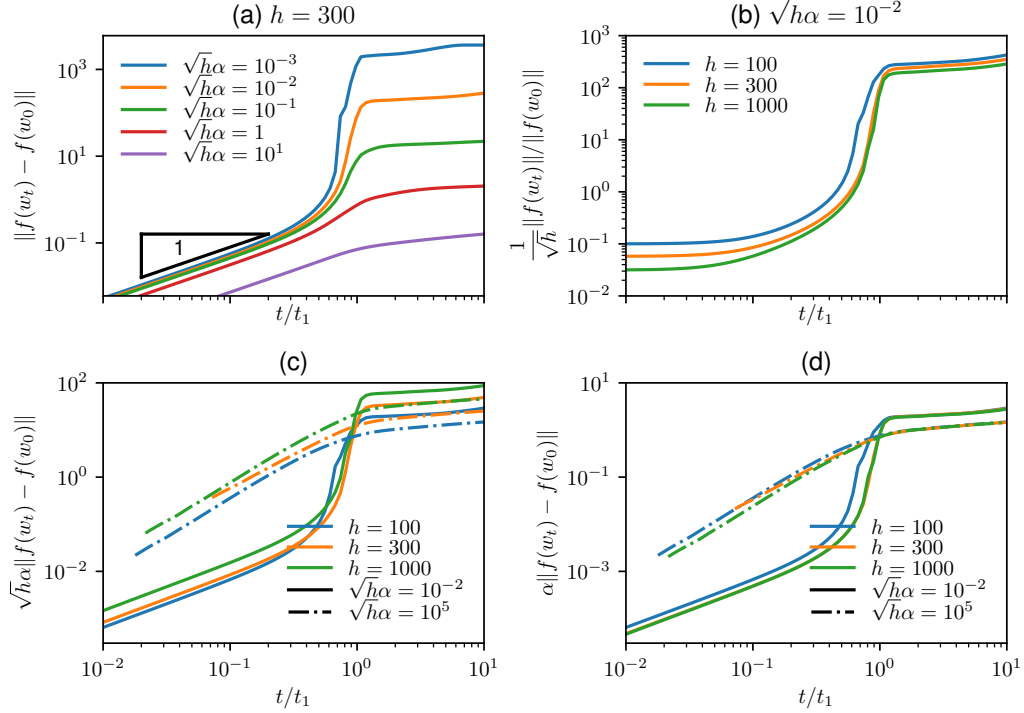 (a) h = 300
‖f(w_t) − f(w_0)‖
10^3
10^1
10^{-1}
√hα = 10^{-3}
√hα = 10^{-2}
√hα = 10^{-1}
√hα = 1
√hα = 10^1
1
t/t_1
(b) √hα = 10^{-2}
1/√h ‖f(w_t)‖/‖f(w_0)‖
10^3
10^2
10^1
10^0
10^{-1}
10^{-2}
h = 100
h = 300
h = 1000
t/t_1
(c)
√hα‖f(w_t) − f(w_0)‖
10^2
10^0
10^{-2}
h = 100
h = 300
h = 1000
√hα = 10^{-2}
√hα = 10^5
10^{-2} 10^{-1} 10^0 10^1
t/t_1
(d)
α‖f(w_t) − f(w_0)‖
10^1
10^{-1}
10^{-3}
h = 100
h = 300
h = 1000
√hα = 10^{-2}
√hα = 10^5
10^{-2} 10^{-1} 10^0 10^1
t/t_1